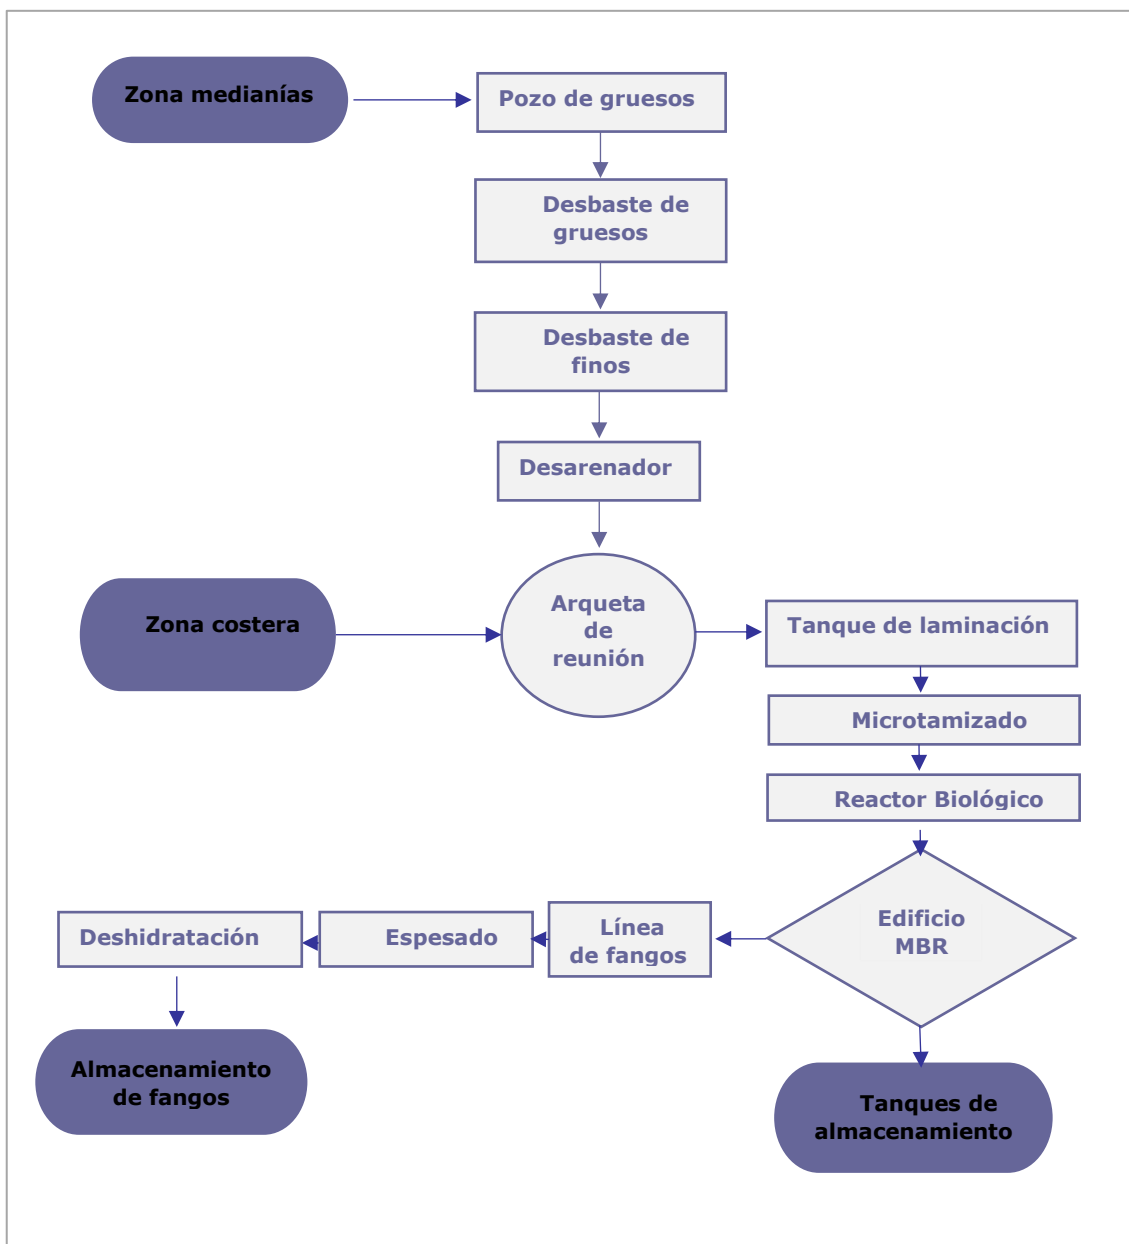 Zona medianías
Pozo de gruesos
Desbaste de
gruesos
Desbaste de
finos
Desarenador
Zona costera
Arqueta
de
reunión
Tanque de laminación
Microtamizado
Reactor Biológico
Edificio
MBR
Línea
de fangos
Espesado
Deshidratación
Almacenamiento
de fangos
Tanques de
almacenamiento